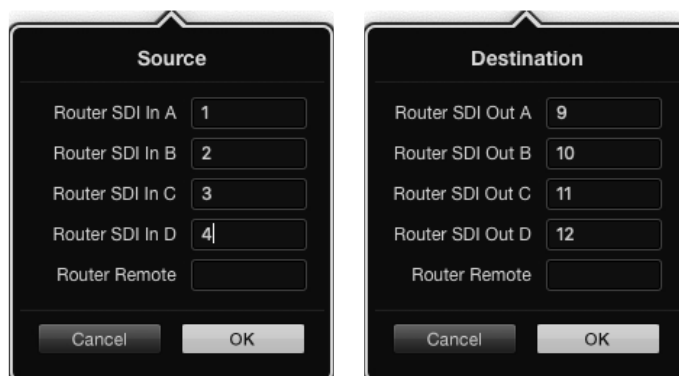 Source
Router SDI In A 1
Router SDI In B 2
Router SDI In C 3
Router SDI In D 4
Router Remote
Cancel OK
Destination
Router SDI Out A 9
Router SDI Out B 10
Router SDI Out C 11
Router SDI Out D 12
Router Remote
Cancel OK